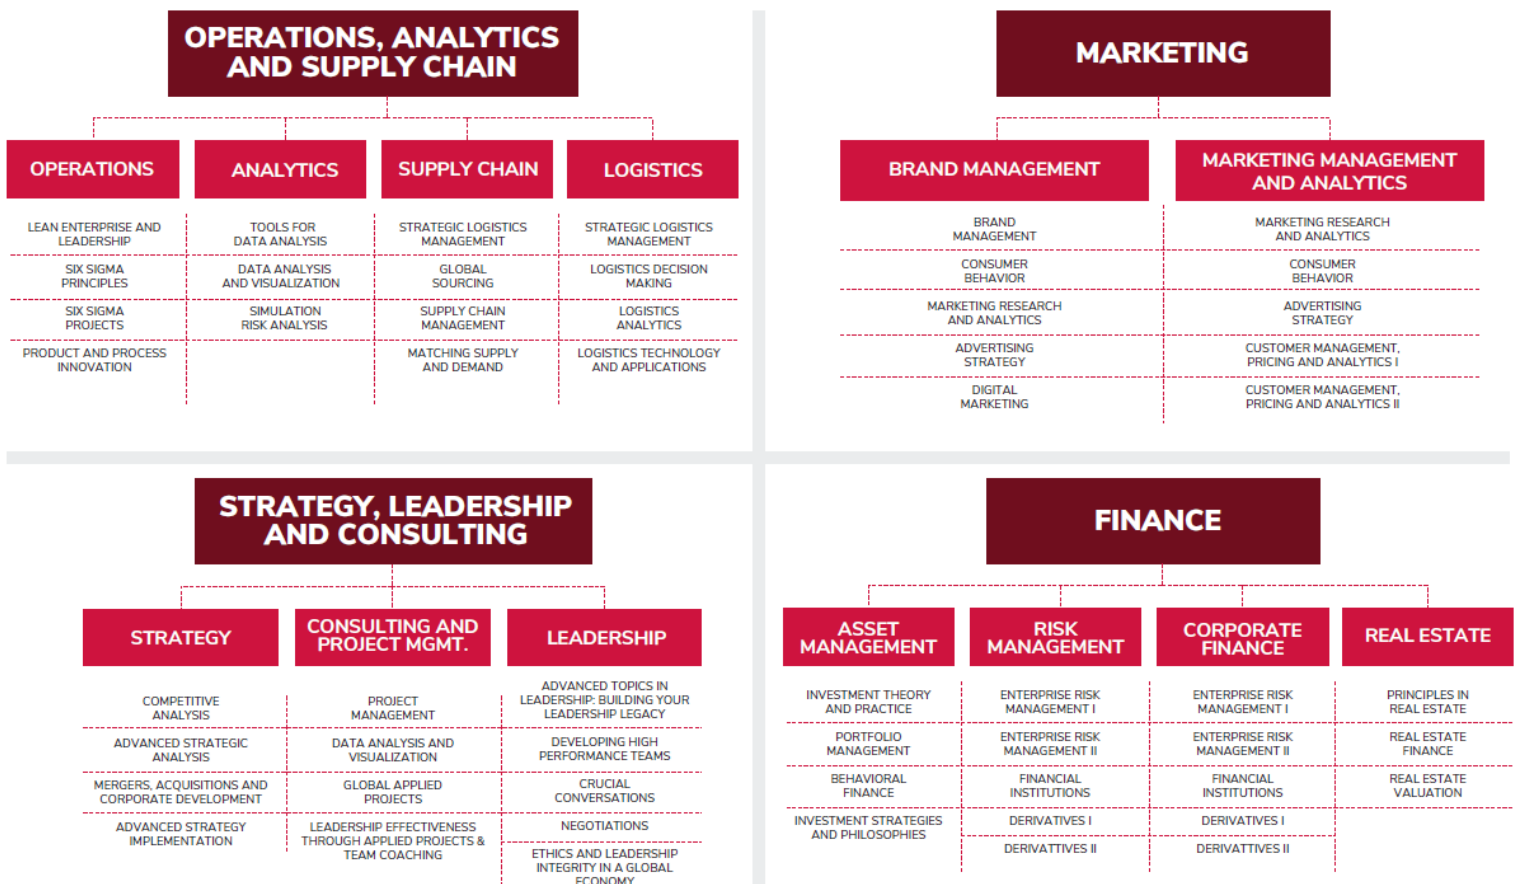 OPERATIONS, ANALYTICS
AND SUPPLY CHAIN
OPERATIONS
LEAN ENTERPRISE AND
LEADERSHIP
SIX SIGMA
PRINCIPLES
SIX SIGMA
PROJECTS
PRODUCT AND PROCESS
INNOVATION
ANALYTICS
TOOLS FOR
DATA ANALYSIS
DATA ANALYSIS
AND VISUALIZATION
SIMULATION
RISK ANALYSIS
SUPPLY CHAIN
STRATEGIC LOGISTICS
MANAGEMENT
GLOBAL
SOURCING
SUPPLY CHAIN
MANAGEMENT
MATCHING SUPPLY
AND DEMAND
LOGISTICS
STRATEGIC LOGISTICS
MANAGEMENT
LOGISTICS DECISION
MAKING
LOGISTICS
ANALYTICS
LOGISTICS TECHNOLOGY
AND APPLICATIONS
MARKETING
BRAND MANAGEMENT
BRAND
MANAGEMENT
CONSUMER
BEHAVIOR
MARKETING RESEARCH
AND ANALYTICS
ADVERTISING
STRATEGY
DIGITAL
MARKETING
MARKETING MANAGEMENT
AND ANALYTICS
MARKETING RESEARCH
AND ANALYTICS
CONSUMER
BEHAVIOR
ADVERTISING
STRATEGY
CUSTOMER MANAGEMENT,
PRICING AND ANALYTICS I
CUSTOMER MANAGEMENT,
PRICING AND ANALYTICS II
STRATEGY, LEADERSHIP
AND CONSULTING
STRATEGY
COMPETITIVE
ANALYSIS
ADVANCED STRATEGIC
ANALYSIS
MERGERS, ACQUISITIONS AND
CORPORATE DEVELOPMENT
ADVANCED STRATEGY
IMPLEMENTATION
CONSULTING AND
PROJECT MGMT.
PROJECT
MANAGEMENT
DATA ANALYSIS AND
VISUALIZATION
GLOBAL APPLIED
PROJECTS
LEADERSHIP EFFECTIVENESS
THROUGH APPLIED PROJECTS &
TEAM COACHING
LEADERSHIP
ADVANCED TOPICS IN
LEADERSHIP: BUILDING YOUR
LEADERSHIP LEGACY
DEVELOPING HIGH
PERFORMANCE TEAMS
CRUCIAL
CONVERSATIONS
NEGOTIATIONS
ETHICS AND LEADERSHIP
INTEGRITY IN A GLOBAL
ECONOMY
FINANCE
ASSET
MANAGEMENT
INVESTMENT THEORY
AND PRACTICE
PORTFOLIO
MANAGEMENT
BEHAVIORAL
FINANCE
INVESTMENT STRATEGIES
AND PHILOSOPHIES
RISK
MANAGEMENT
ENTERPRISE RISK
MANAGEMENT I
ENTERPRISE RISK
MANAGEMENT II
FINANCIAL
INSTITUTIONS
DERIVATIVES I
DERIVATTIVES II
CORPORATE
FINANCE
ENTERPRISE RISK
MANAGEMENT I
ENTERPRISE RISK
MANAGEMENT II
FINANCIAL
INSTITUTIONS
DERIVATIVES I
DERIVATTIVES II
REAL ESTATE
PRINCIPLES IN
REAL ESTATE
REAL ESTATE
FINANCE
REAL ESTATE
VALUATION